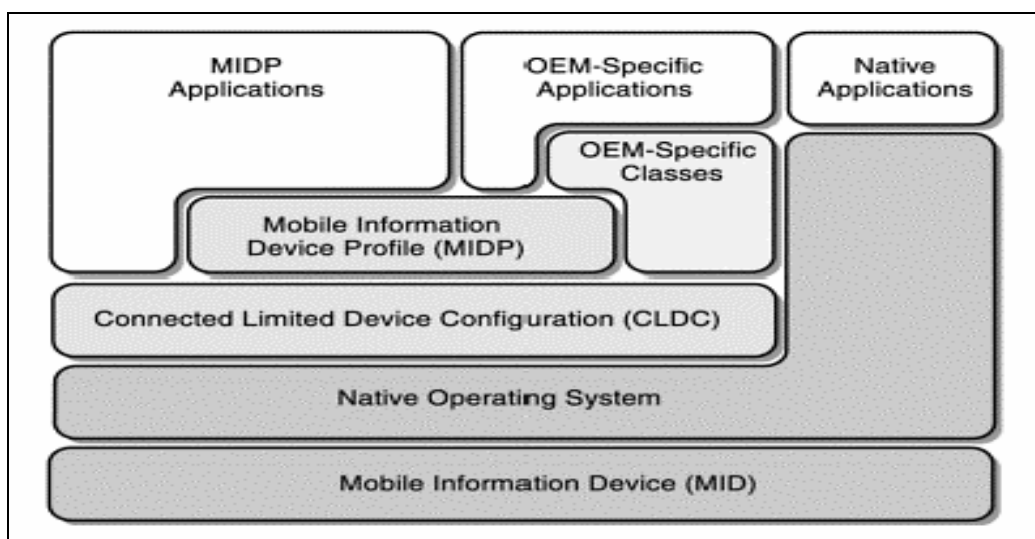 MIDP
Applications
OEM-Specific
Applications
Native
Applications
OEM-Specific
Classes
Mobile Information
Device Profile (MIDP)
Connected Limited Device Configuration (CLDC)
Native Operating System
Mobile Information Device (MID)